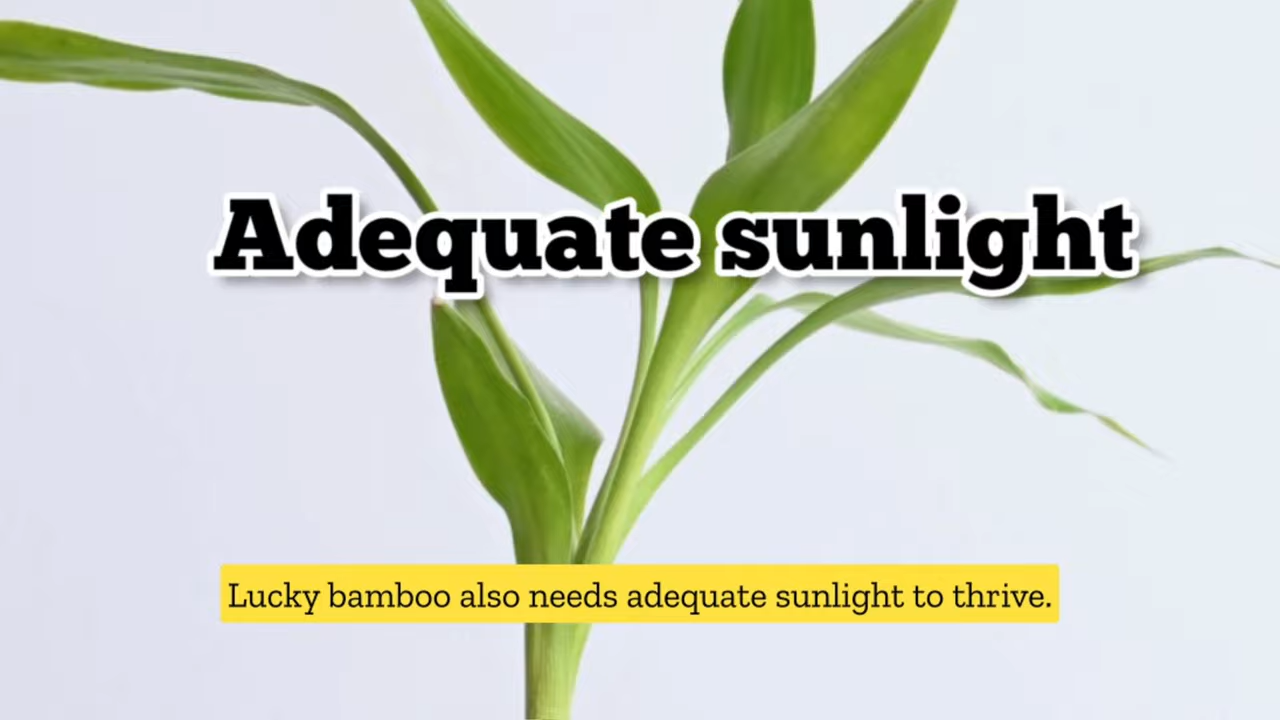 Adequate sunlight
Lucky bamboo also needs adequate sunlight to thrive.